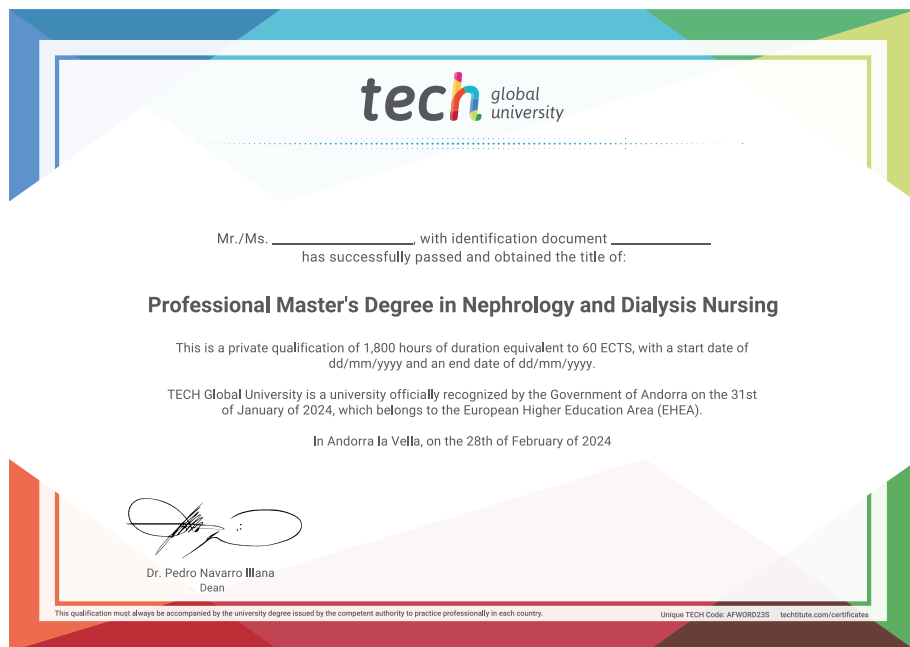 tech global
university
Mr./Ms. ____________, with identification document ____________
has successfully passed and obtained the title of:
Professional Master's Degree in Nephrology and Dialysis Nursing
This is a private qualification of 1,800 hours of duration equivalent to 60 ECTS, with a start date of
dd/mm/yyyy and an end date of dd/mm/yyyy.
TECH Global University is a university officially recognized by the Government of Andorra on the 31st
of January of 2024, which belongs to the European Higher Education Area (EHEA).
In Andorra la Vella, on the 28th of February of 2024
Dr. Pedro Navarro Illana
Dean
This qualification must always be accompanied by the university degree issued by the competent authority to practice professionally in each country.
Unique TECH Code: AFWORD23S techtitute.com/certificates